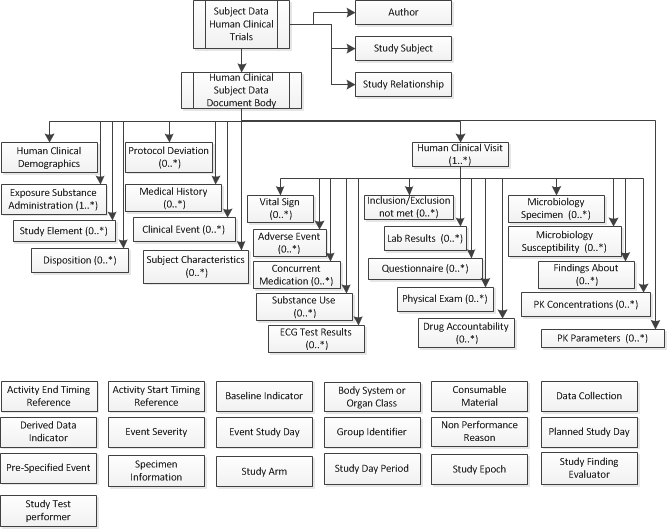 Subject Data
Human Clinical
Trials
Author
Study Subject
Study Relationship
Human Clinical
Subject Data
Document Body
Human Clinical
Demographics
Exposure Substance
Administration (1..*)
Study Element (0..*)
Disposition (0..*)
Protocol Deviation
(0..*)
Medical History
(0..*)
Clinical Event (0..*)
Subject Characteristics
(0..*)
Human Clinical Visit
(1..*)
Vital Sign
(0..*)
Adverse Event
(0..*)
Concurrent
Medication (0..*)
Substance Use
(0..*)
ECG Test Results
(0..*)
Inclusion/Exclusion
not met (0..*)
Lab Results (0..*)
Questionnaire (0..*)
Physical Exam (0..*)
Drug Accountability
(0..*)
Microbiology
Specimen (0..*)
Microbiology
Susceptibility (0..*)
Findings About
(0..*)
PK Concentrations (0..*)
PK Parameters (0..*)
Activity End Timing
Reference
Activity Start Timing
Reference
Baseline Indicator
Body System or
Organ Class
Consumable
Material
Data Collection
Derived Data
Indicator
Event Severity
Event Study Day
Group Identifier
Non Performance
Reason
Planned Study Day
Pre-Specified Event
Specimen
Information
Study Arm
Study Day Period
Study Epoch
Study Finding
Evaluator
Study Test
performer